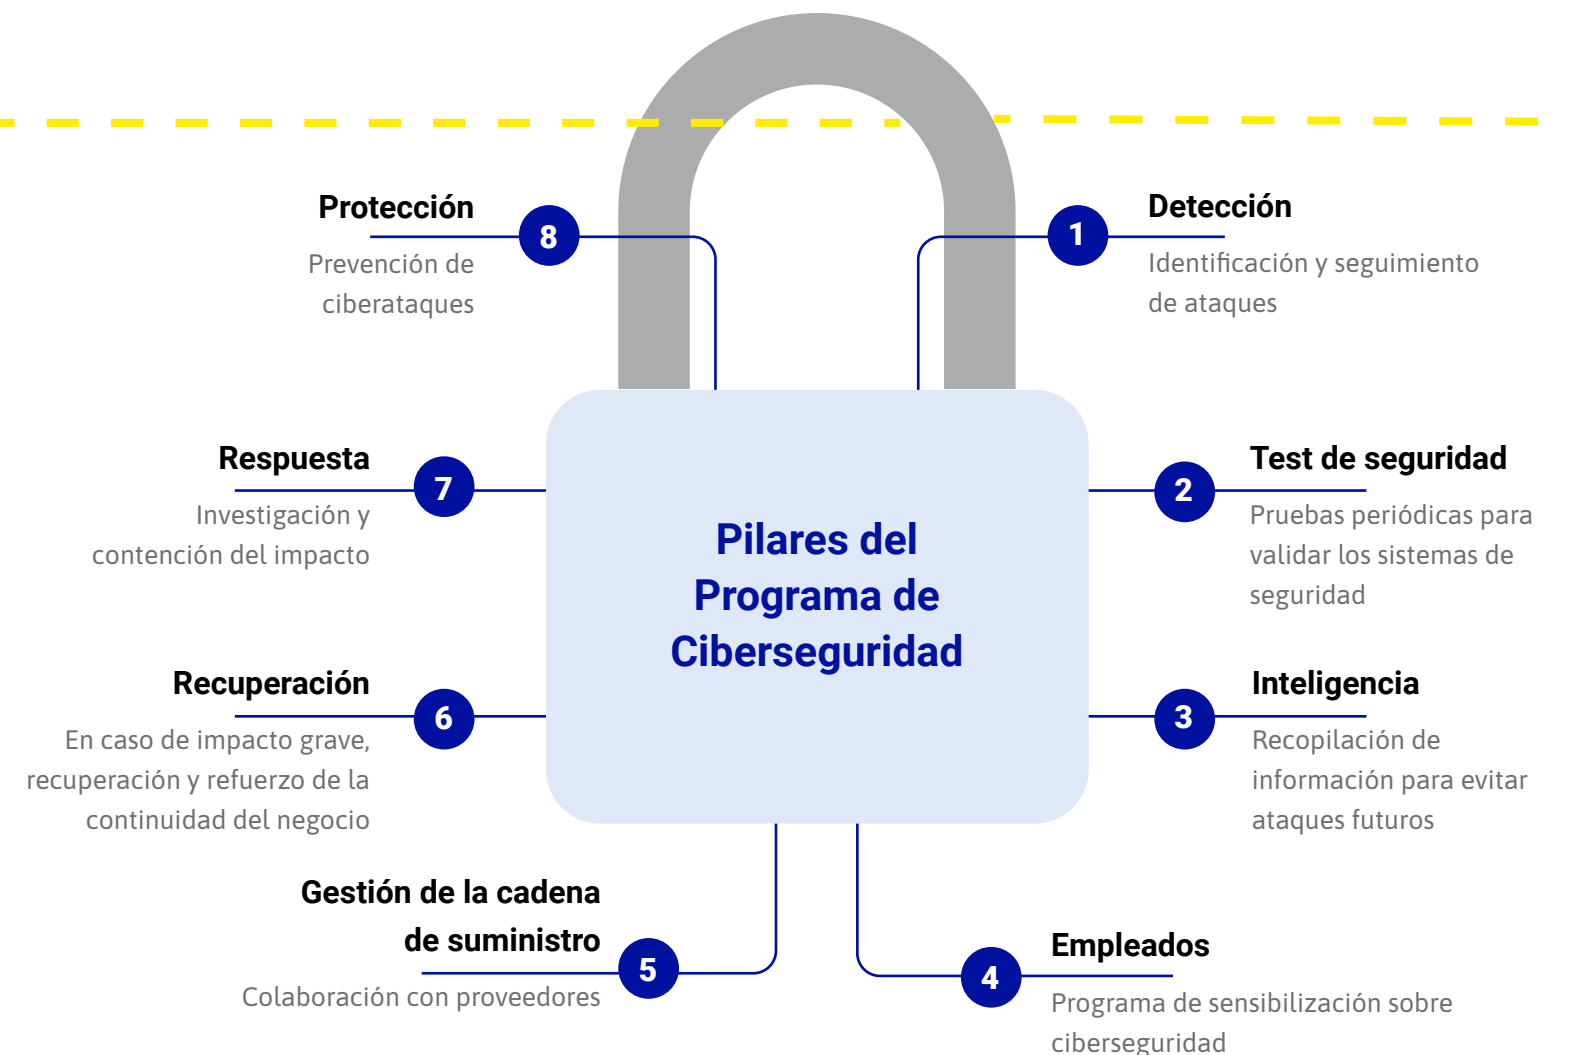 Pilares del
Programa de
Ciberseguridad
1
Detección
Identificación y seguimiento
de ataques
2
Test de seguridad
Pruebas periódicas para
validar los sistemas de
seguridad
3
Inteligencia
Recopilación de
información para evitar
ataques futuros
4
Empleados
Programa de sensibilización sobre
ciberseguridad
5
Gestión de la cadena
de suministro
Colaboración con proveedores
6
Recuperación
En caso de impacto grave,
recuperación y refuerzo de la
continuidad del negocio
7
Respuesta
Investigación y
contención del impacto
8
Protección
Prevención de
ciberataques